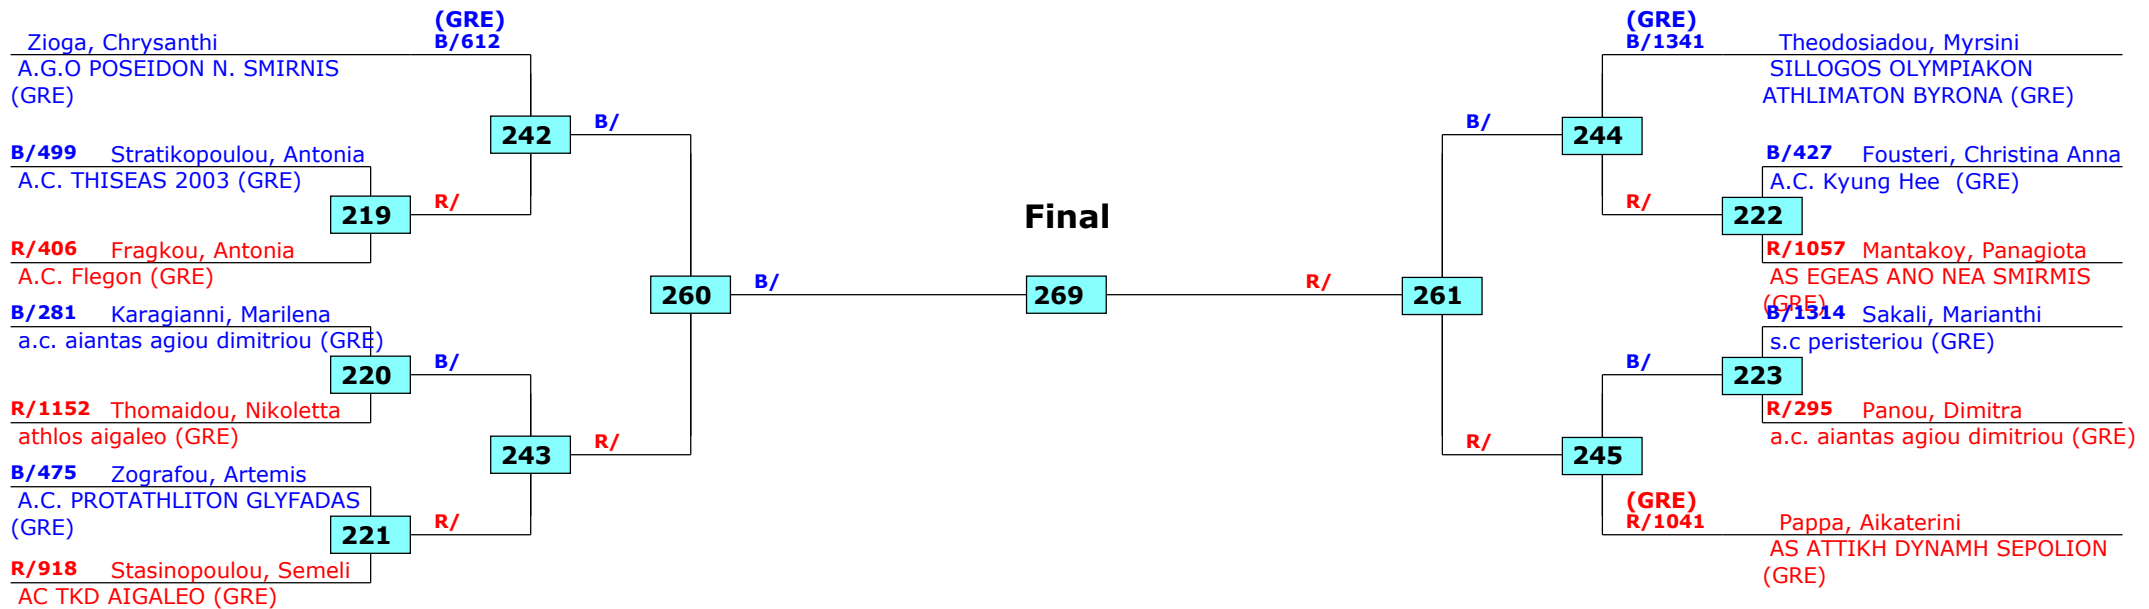 (GRE)
Zioga, Chrysanthi B/612
A.G.O POSEIDON N. SMIRNIS
(GRE)
242
B/
B/499 Stratikopoulou, Antonia
A.C. THISEAS 2003 (GRE)
219
R/
R/406 Fragkou, Antonia
A.C. Flegon (GRE)
260
B/
B/281 Karagianni, Marilena
a.c. aiantas agiou dimitriou (GRE)
220
B/
R/1152 Thomaidou, Nikoletta
athlos aigaleo (GRE)
243
R/
B/475 Zografou, Artemis
A.C. PROTATHLITON GLYFADAS
(GRE)
221
R/
R/918 Stasinopoulou, Semeli
AC TKD AIGALEO (GRE)
Final
269
(GRE)
B/1341 Theodosiadou, Myrsini
SILLOGOS OLYMPIAKON
ATHLIMATON BYRONA (GRE)
B/
244
B/427 Fousteri, Christina Anna
A.C. Kyung Hee (GRE)
R/
222
R/1057 Mantakoy, Panagiota
AS EGEAS ANO NEA SMIRMIS
(GRE)
R/
261
B/1314 Sakali, Marianthi
s.c peristeriou (GRE)
B/
223
R/295 Panou, Dimitra
a.c. aiantas agiou dimitriou (GRE)
R/
245
(GRE)
R/1041 Pappa, Aikaterini
AS ATTIKH DYNAMH SEPOLION
(GRE)